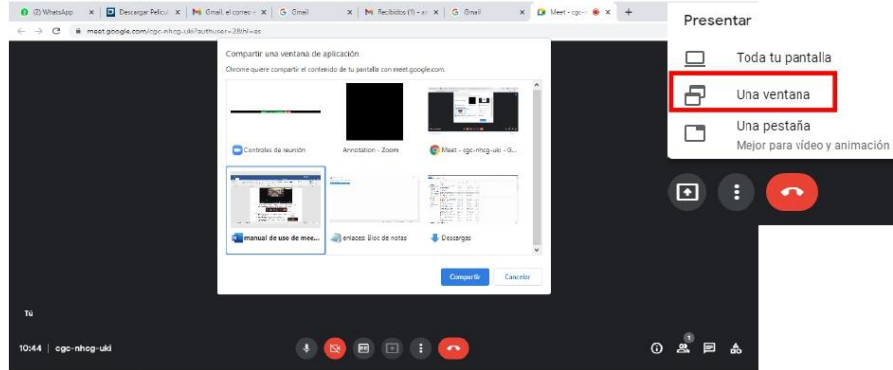 (2) WhatsApp
Descargar Películ
Gmail, el correo e
Gmail
Recibidos (1) - a
Gmail
Meet - cgc-
meet.google.com/cgc-nhcg-uki?authuser=2&hl=es
Compartir una ventana de aplicación
Chrome quiere compartir el contenido de tu pantalla con meet.google.com.
Controles de reunión
Annotation - Zoom
Meet - cgc-nhcg-uki - G...
manual de uso de mee...
enlaces: Bloc de notas
Descargas
Compartir
Cancelar
Presentar
Toda tu pantalla
Una ventana
Una pestaña
Mejor para vídeo y animación
Tú
10:44 | cgc-nhcg-uki
1